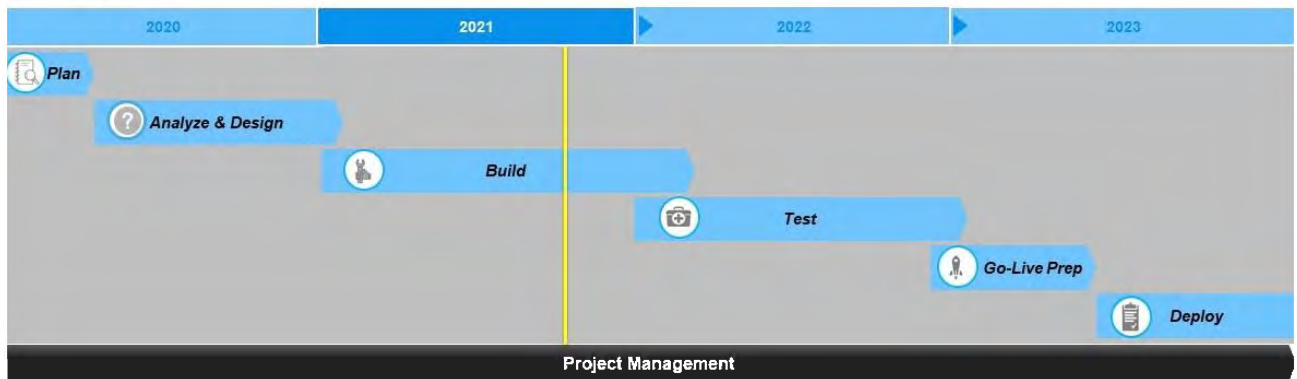 2020 2021 2022 2023
Plan
Analyze & Design
Build
Test
Go-Live Prep
Deploy
Project Management